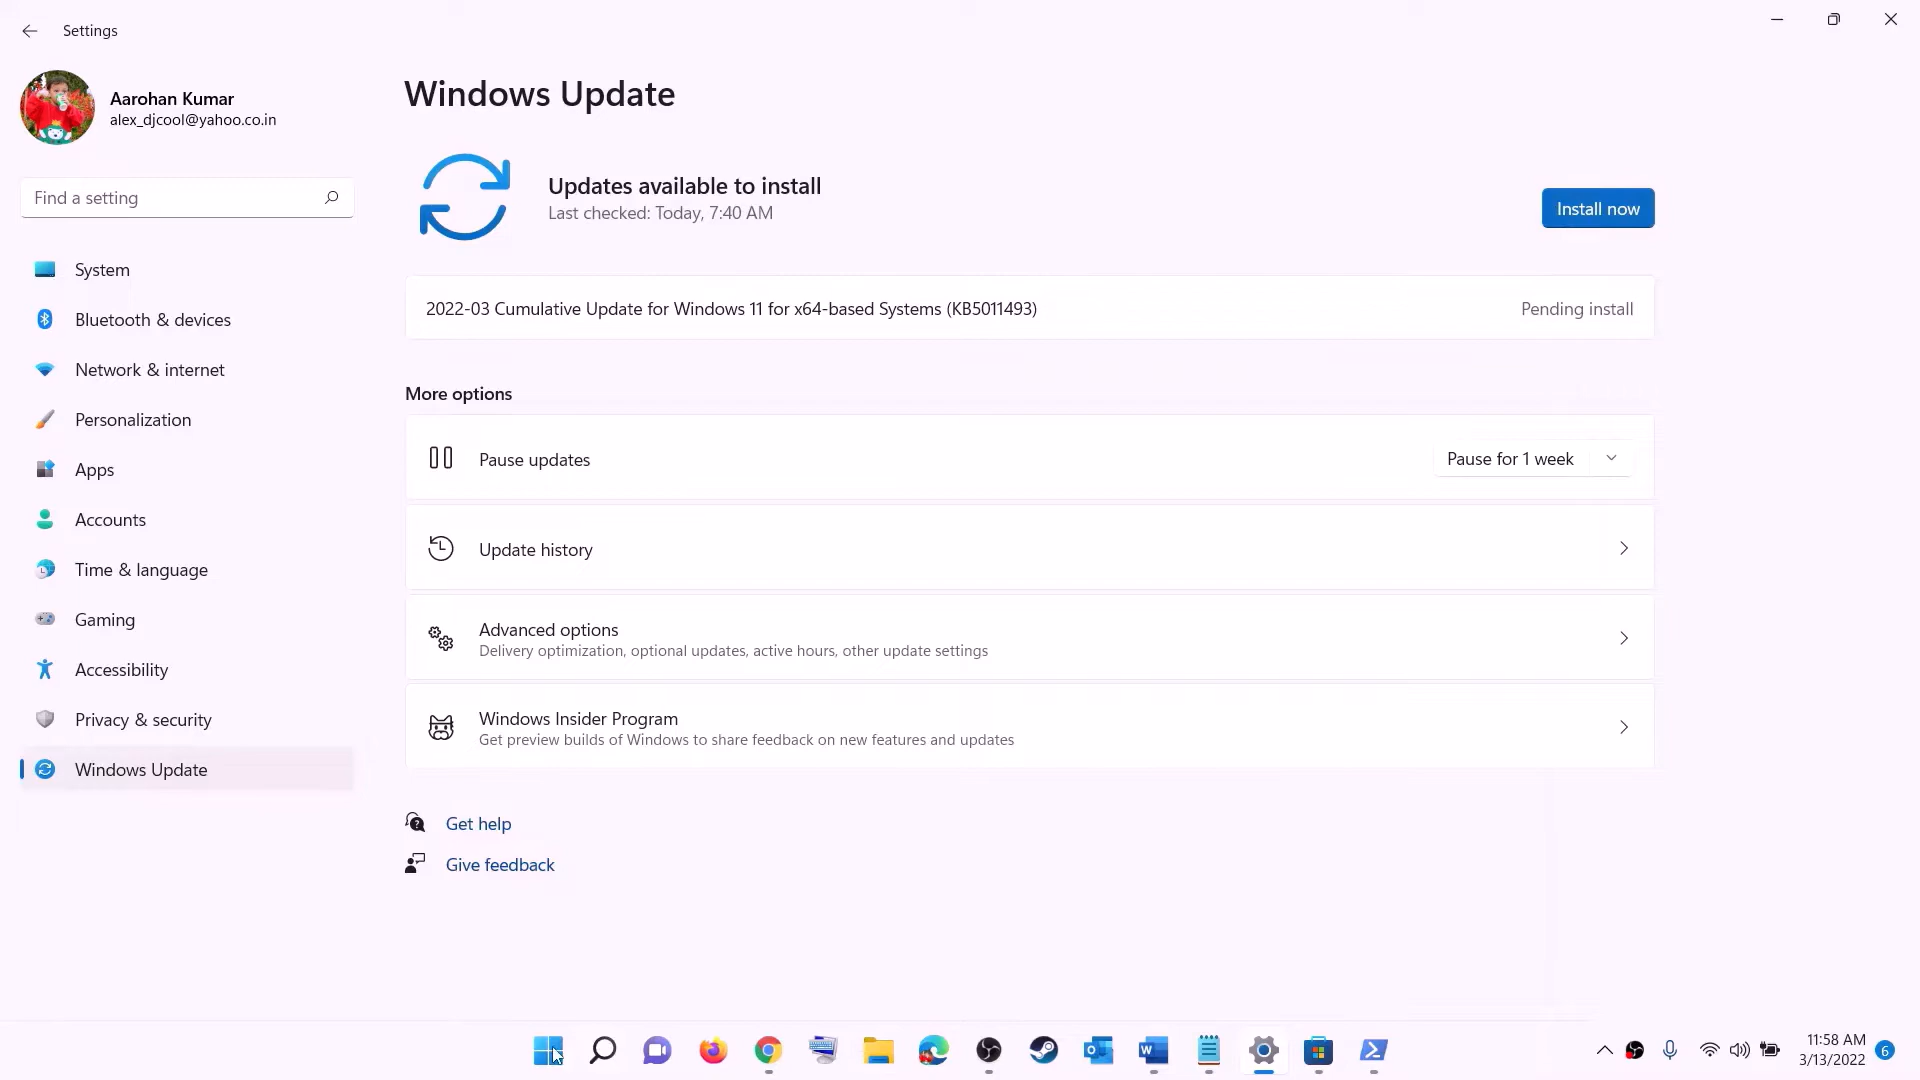 Settings
Aarohan Kumar
alex_djcool@yahoo.co.in
Find a setting
System
Bluetooth & devices
Network & internet
Personalization
Apps
Accounts
Time & language
Gaming
Accessibility
Privacy & security
Windows Update
Windows Update
Updates available to install
Last checked: Today, 7:40 AM
Install now
2022-03 Cumulative Update for Windows 11 for x64-based Systems (KB5011493)
Pending install
More options
Pause updates
Pause for 1 week
Update history
Advanced options
Delivery optimization, optional updates, active hours, other update settings
Windows Insider Program
Get preview builds of Windows to share feedback on new features and updates
Get help
Give feedback
11:58 AM
3/13/2022
6